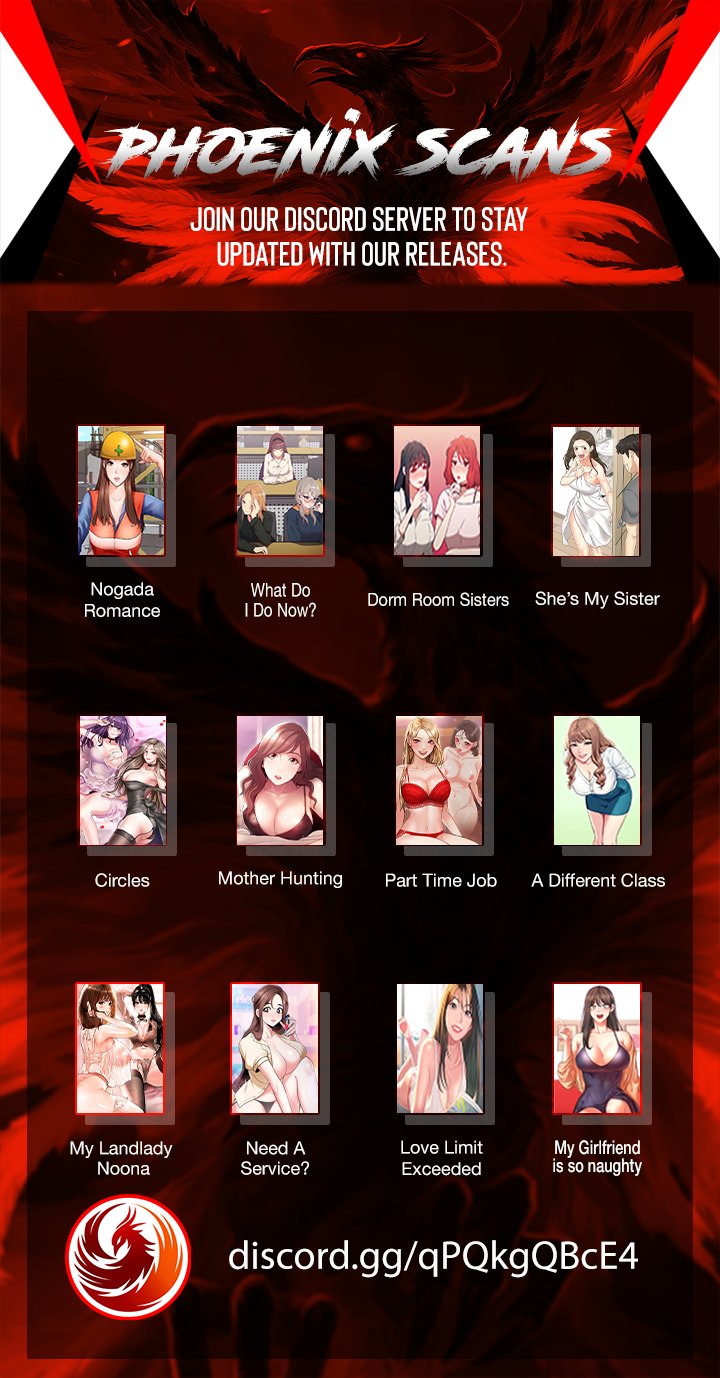 PHOENIX SCANS
JOIN OUR DISCORD SERVER TO STAY
UPDATED WITH OUR RELEASES.
Nogada
Romance
What Do
I Do Now?
Dorm Room Sisters
She's My Sister
Circles
Mother Hunting
Part Time Job
A Different Class
My Landlady
Noona
Need A
Service?
Love Limit
Exceeded
My Girlfriend
is so naughty
discord.gg/qPQkgQBcE4